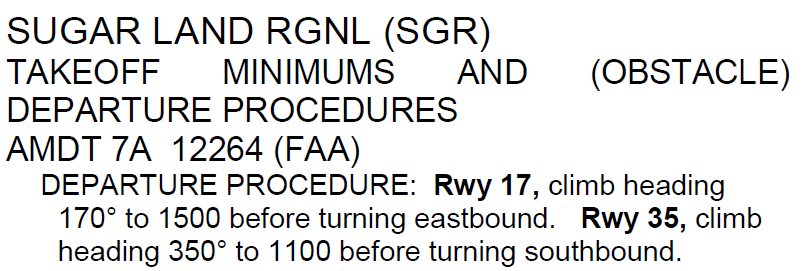 SUGAR LAND RGNL (SGR)
TAKEOFF MINIMUMS AND (OBSTACLE)
DEPARTURE PROCEDURES
AMDT 7A 12264 (FAA)
DEPARTURE PROCEDURE: Rwy 17, climb heading
170° to 1500 before turning eastbound. Rwy 35, climb
heading 350° to 1100 before turning southbound.